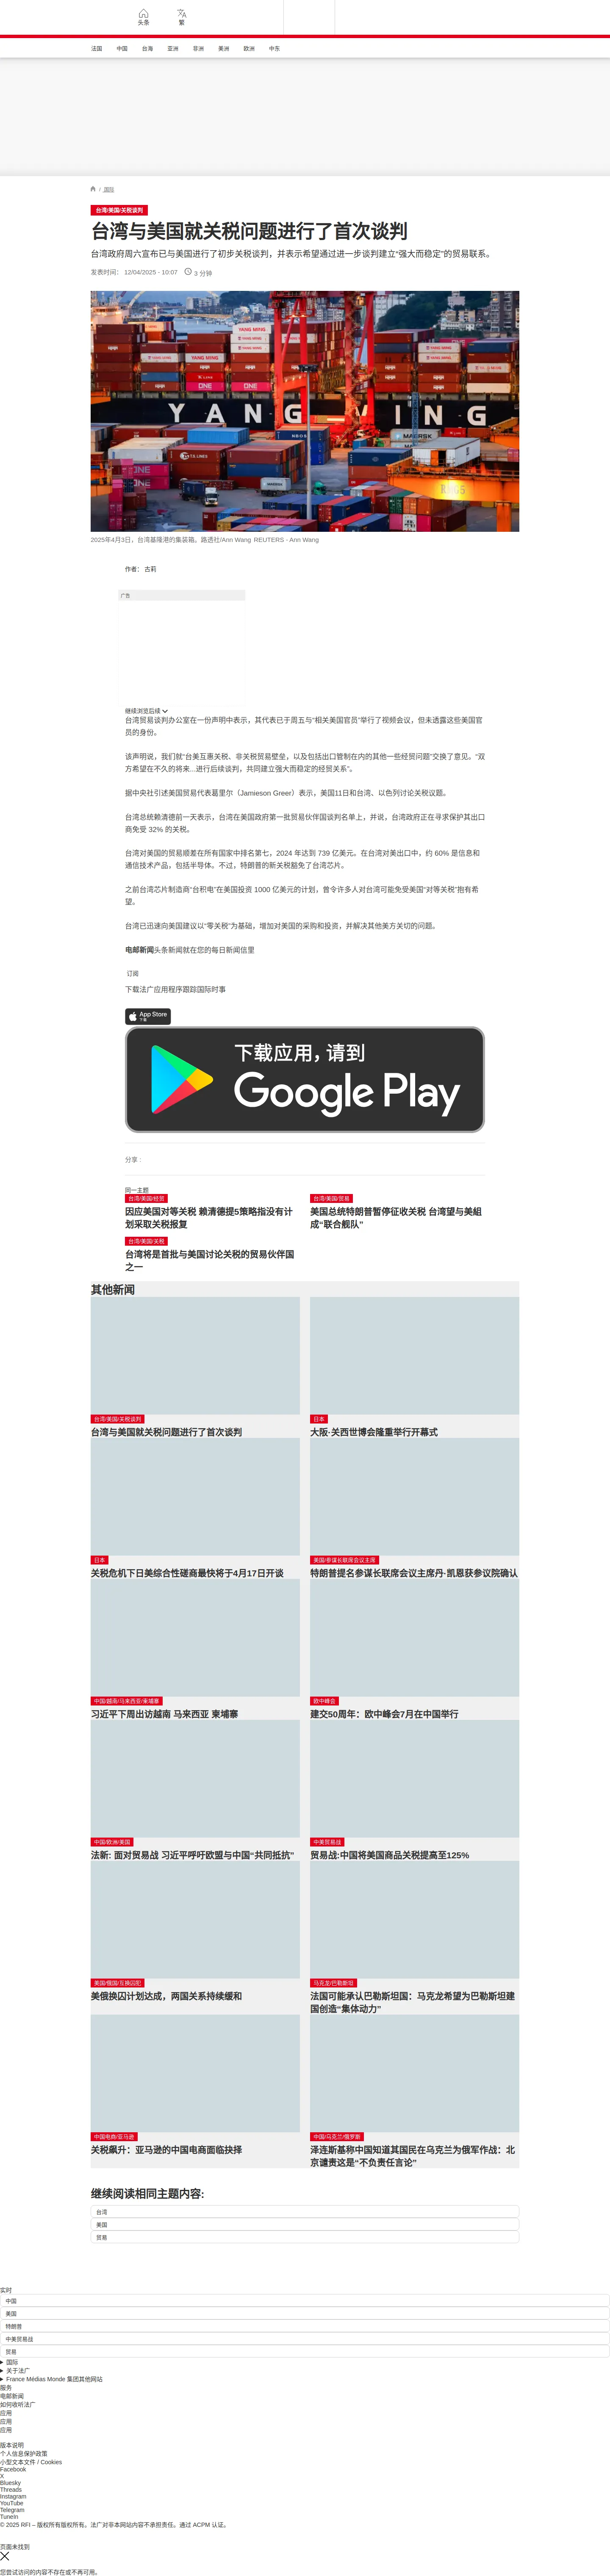 头条
繁
法国
中国
台海
亚洲
非洲
美洲
欧洲
中东
/ 国际
台湾/美国/关税谈判
台湾与美国就关税问题进行了首次谈判
台湾政府周六宣布已与美国进行了初步关税谈判，并表示希望通过进一步谈判建立“强大而稳定”的贸易联系。
发表时间： 12/04/2025 - 10:07
3 分钟
YANG MING
YANG MING
YANG MING
ONE
ONE
YANG MING
MAERSK
T.S. LINES
2025年4月3日，台湾基隆港的集装箱。路透社/Ann Wang REUTERS - Ann Wang
作者： 古莉
广告
继续浏览后续
台湾贸易谈判办公室在一份声明中表示，其代表已于周五与“相关美国官员”举行了视频会议，但未透露这些美国官
员的身份。
该声明说，我们就“台美互惠关税、非关税贸易壁垒，以及包括出口管制在内的其他一些经贸问题”交换了意见。“双
方希望在不久的将来...进行后续谈判，共同建立强大而稳定的经贸关系”。
据中央社引述美国贸易代表葛里尔（Jamieson Greer）表示，美国11日和台湾、以色列讨论关税议题。
台湾总统赖清德前一天表示，台湾在美国政府第一批贸易伙伴国谈判名单上，并说，台湾政府正在寻求保护其出口
商免受 32% 的关税。
台湾对美国的贸易顺差在所有国家中排名第七，2024 年达到 739 亿美元。在台湾对美出口中，约 60% 是信息和
通信技术产品，包括半导体。不过，特朗普的新关税豁免了台湾芯片。
之前台湾芯片制造商“台积电”在美国投资 1000 亿美元的计划，曾令许多人对台湾可能免受美国“对等关税”抱有希
望。
台湾已迅速向美国建议以“零关税”为基础，增加对美国的采购和投资，并解决其他美方关切的问题。
电邮新闻头条新闻就在您的每日新闻信里
订阅
下载法广应用程序跟踪国际时事
App Store
下载
下载应用，请到
Google Play
分享 :
同一主题
台湾/美国/经贸
因应美国对等关税 赖清德提5策略指没有计
划采取关税报复
台湾/美国/贸易
美国总统特朗普暂停征收关税 台湾望与美組
成“联合舰队”
台湾/美国/关税
台湾将是首批与美国讨论关税的贸易伙伴国
之一
其他新闻
台湾/美国/关税谈判
台湾与美国就关税问题进行了首次谈判
日本
大阪·关西世博会隆重举行开幕式
日本
关税危机下日美综合性磋商最快将于4月17日开谈
美国/参谋长联席会议主席
特朗普提名参谋长联席会议主席丹·凯恩获参议院确认
中国/越南/马来西亚/柬埔寨
习近平下周出访越南 马来西亚 柬埔寨
欧中峰会
建交50周年：欧中峰会7月在中国举行
中国/欧洲/美国
法新: 面对贸易战 习近平呼吁欧盟与中国“共同抵抗”
中美贸易战
贸易战:中国将美国商品关税提高至125%
美国/俄国/互换囚犯
美俄换囚计划达成，两国关系持续缓和
马克龙/巴勒斯坦
法国可能承认巴勒斯坦国：马克龙希望为巴勒斯坦建
国创造“集体动力”
中国电商/亚马逊
关税飙升：亚马逊的中国电商面临抉择
中国/乌克兰/俄罗斯
泽连斯基称中国知道其国民在乌克兰为俄军作战：北
京谴责这是“不负责任言论”
继续阅读相同主题内容:
台湾
美国
贸易
实时
中国
美国
特朗普
中美贸易战
贸易
国际
关于法广
France Médias Monde 集团其他网站
服务
电邮新闻
如何收听法广
应用
应用
应用
版本说明
个人信息保护政策
小型文本文件 / Cookies
Facebook
X
Bluesky
Threads
Instagram
YouTube
Telegram
TuneIn
© 2025 RFI – 版权所有版权所有。法广对非本网站内容不承担责任。通过 ACPM 认证。
页面未找到
您尝试访问的内容不存在或不再可用。